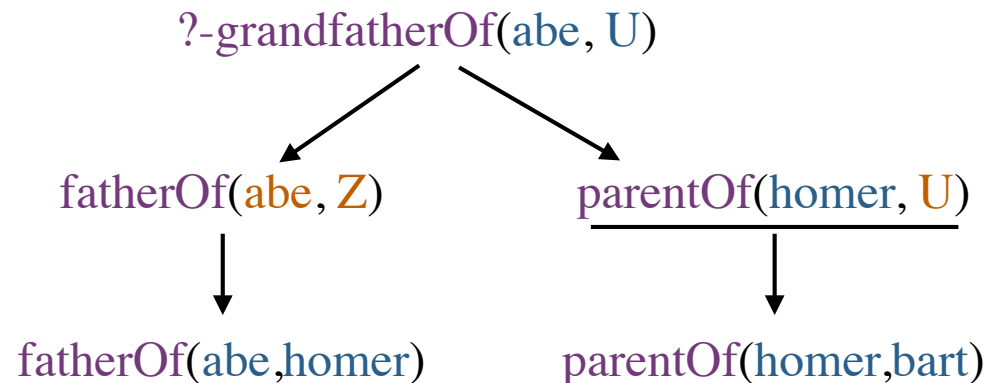 ?-grandfatherOf(abe, U)
fatherOf(abe, Z)
parentOf(homer, U)
fatherOf(abe,homer)
parentOf(homer,bart)